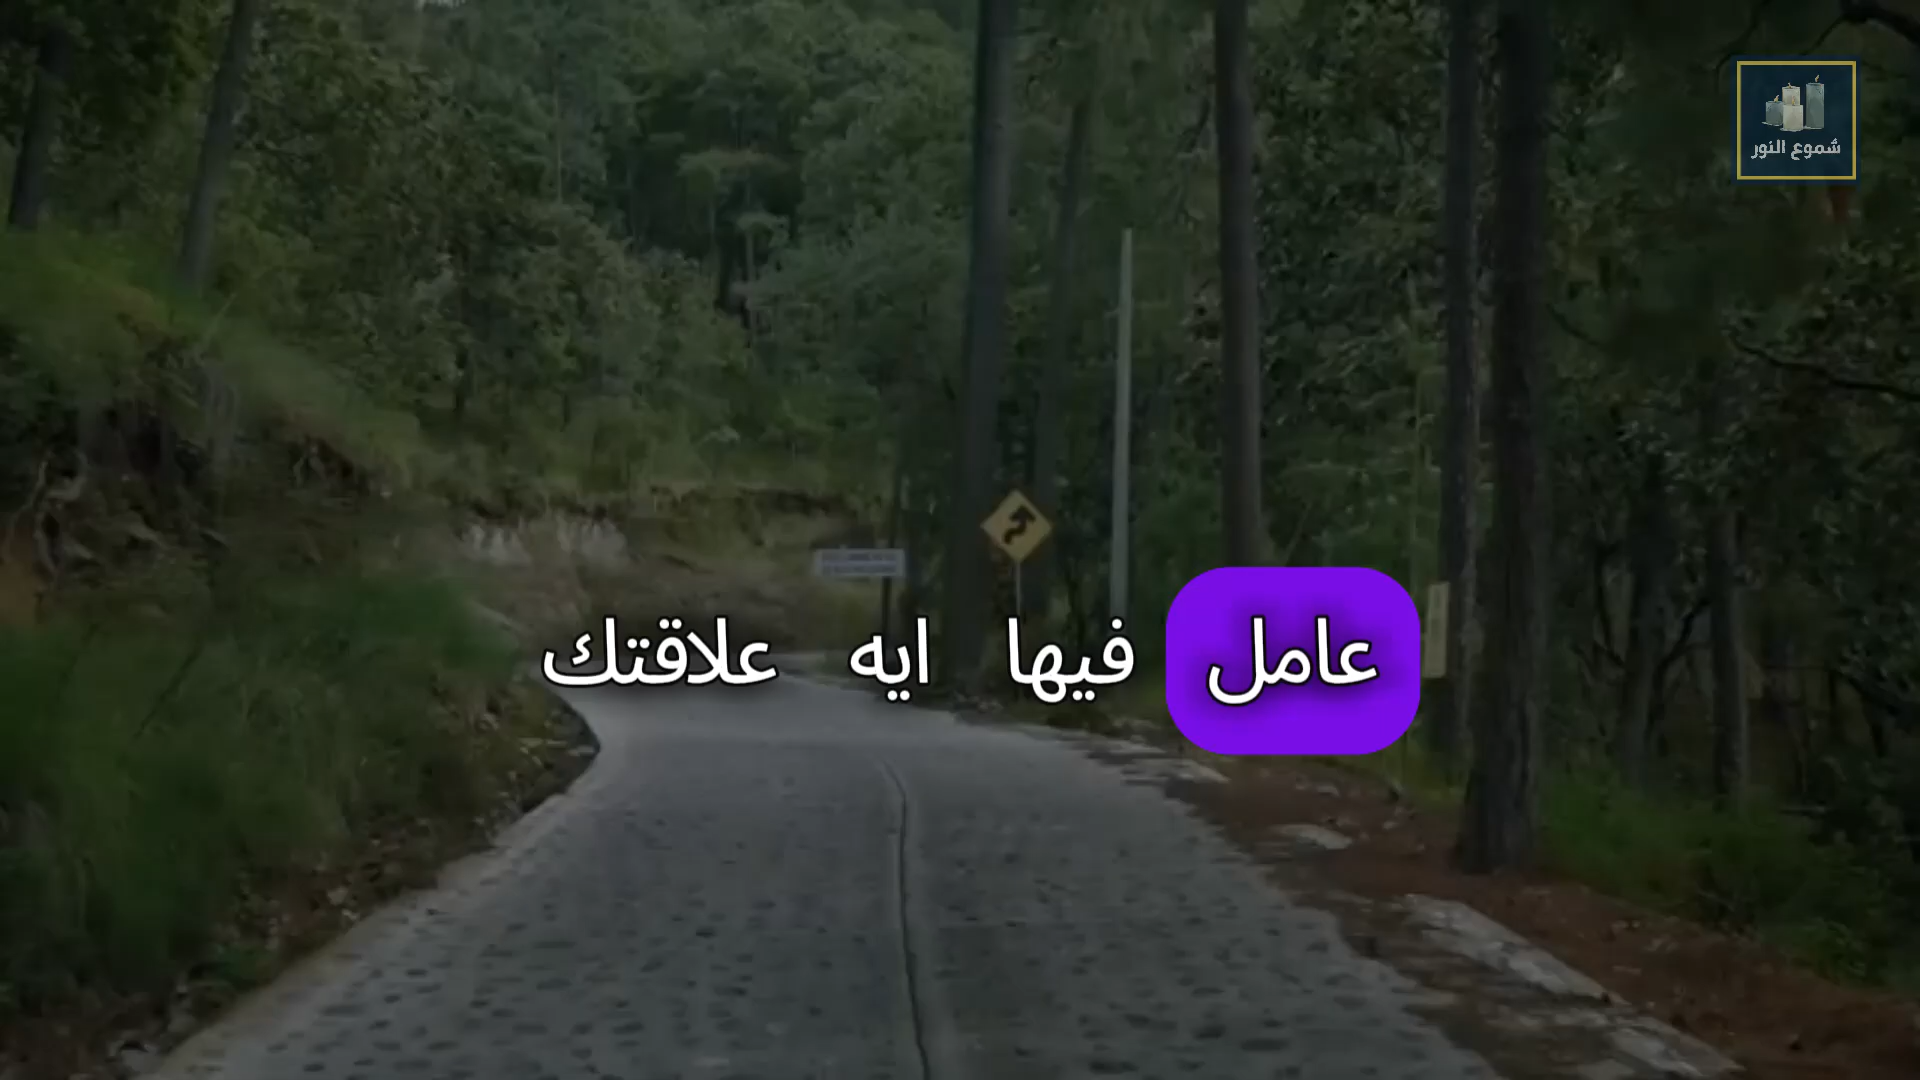 شموع النور
عامل فيها ايه علاقتك